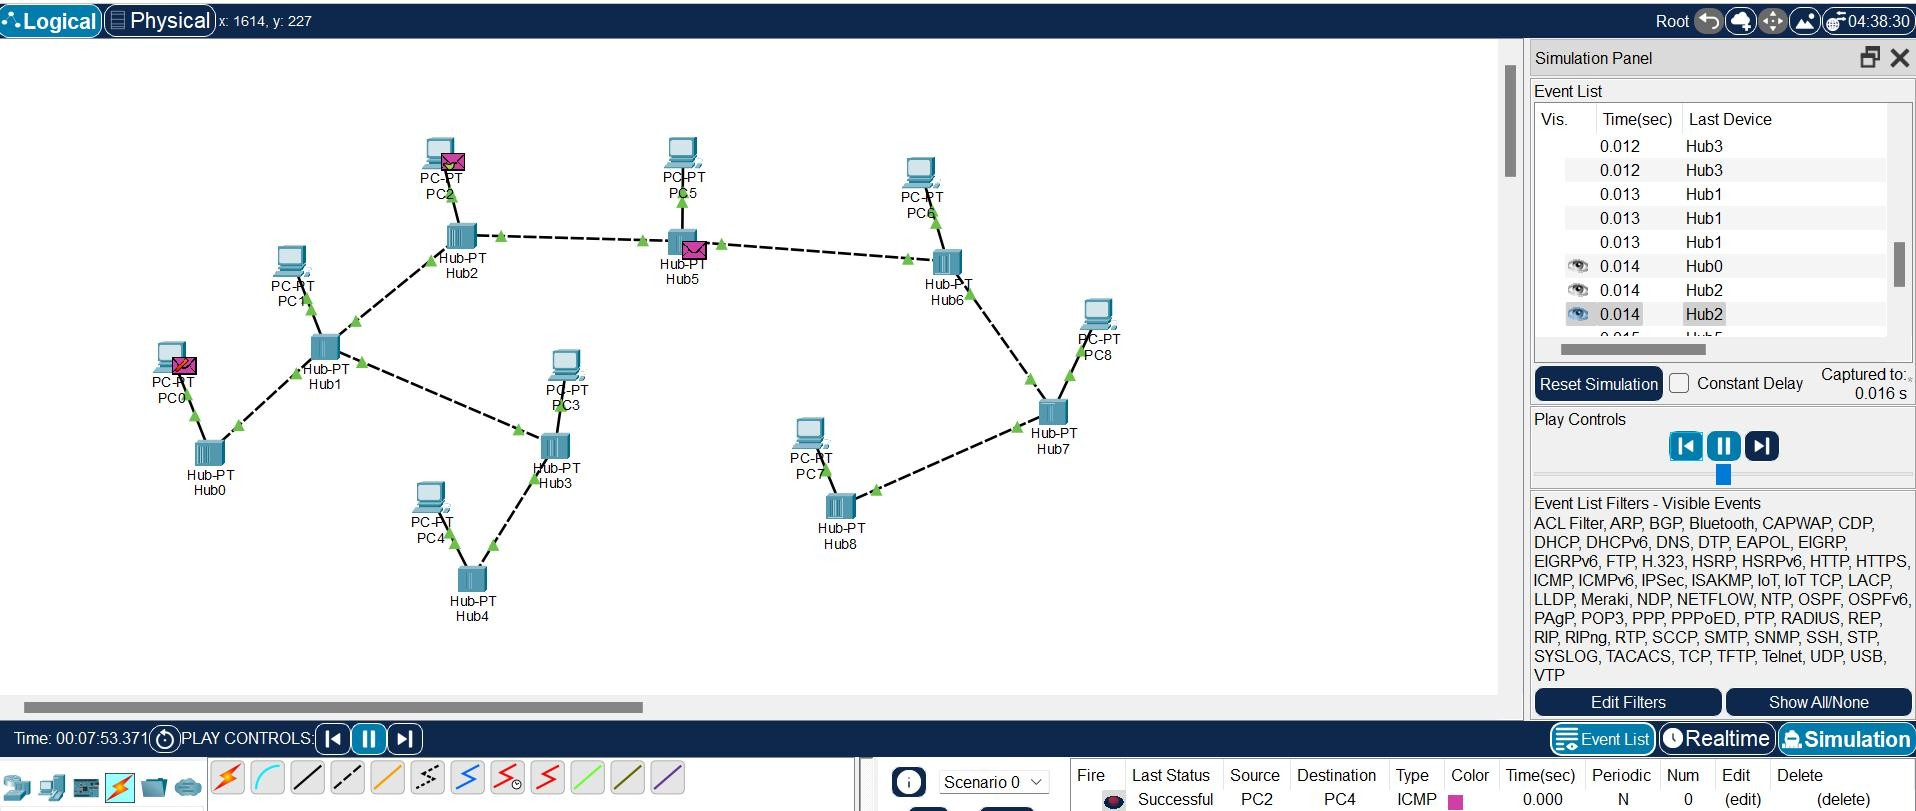 Logical Physical x: 1614, y: 227 Root 04:38:30
Simulation Panel
Event List
Vis. Time(sec) Last Device
0.012 Hub3
0.012 Hub3
0.013 Hub1
0.013 Hub1
0.013 Hub1
0.014 Hub0
0.014 Hub2
0.014 Hub2
Reset Simulation Constant Delay Captured to:
0.016 s
Play Controls
Event List Filters - Visible Events
ACL Filter, ARP, BGP, Bluetooth, CAPWAP, CDP,
DHCP, DHCPv6, DNS, DTP, EAPOL, EIGRP,
EIGRPv6, FTP, H.323, HSRP, HSRPv6, HTTP, HTTPS,
ICMP, ICMPv6, IPSec, ISAKMP, IoT, IoT TCP, LACP,
LLDP, Meraki, NDP, NETFLOW, NTP, OSPF, OSPFv6,
PAgP, POP3, PPP, PPPoED, PTP, RADIUS, REP,
RIP, RIPng, RTP, SCCP, SMTP, SNMP, SSH, STP,
SYSLOG, TACACS, TCP, TFTP, Telnet, UDP, USB,
VTP
Edit Filters Show All/None
PC-PT
PC2
PC-PT
PC5
PC-PT
PC6
Hub-PT
Hub2
Hub-PT
Hub5
PC-PT
PC1
Hub-PT
Hub6
PC-PT
PC8
PC-PT
PC0
Hub-PT
Hub1
PC-PT
PC3
Hub-PT
Hub7
PC-PT
PC7
Hub-PT
Hub0
Hub-PT
Hub3
PC-PT
PC4
Hub-PT
Hub8
Hub-PT
Hub4
Time: 00:07:53.371 PLAY CONTROLS: Event List Realtime Simulation
Scenario 0
Fire Last Status Source Destination Type Color Time(sec) Periodic Num Edit Delete
Successful PC2 PC4 ICMP 0.000 N 0 (edit) (delete)